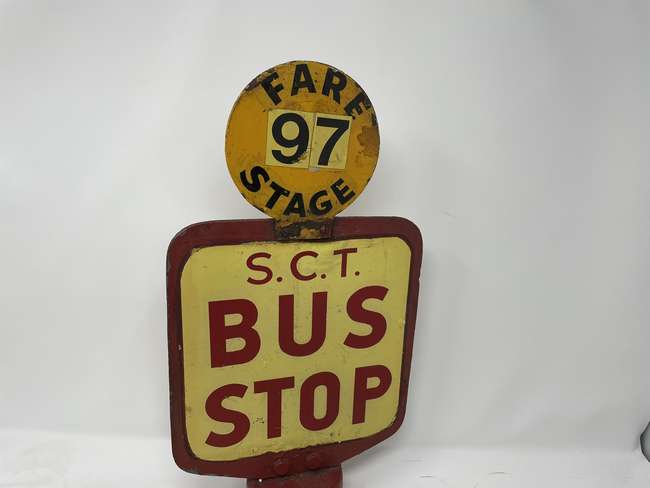 FARE
97
STAGE
S.C.T.
BUS
STOP